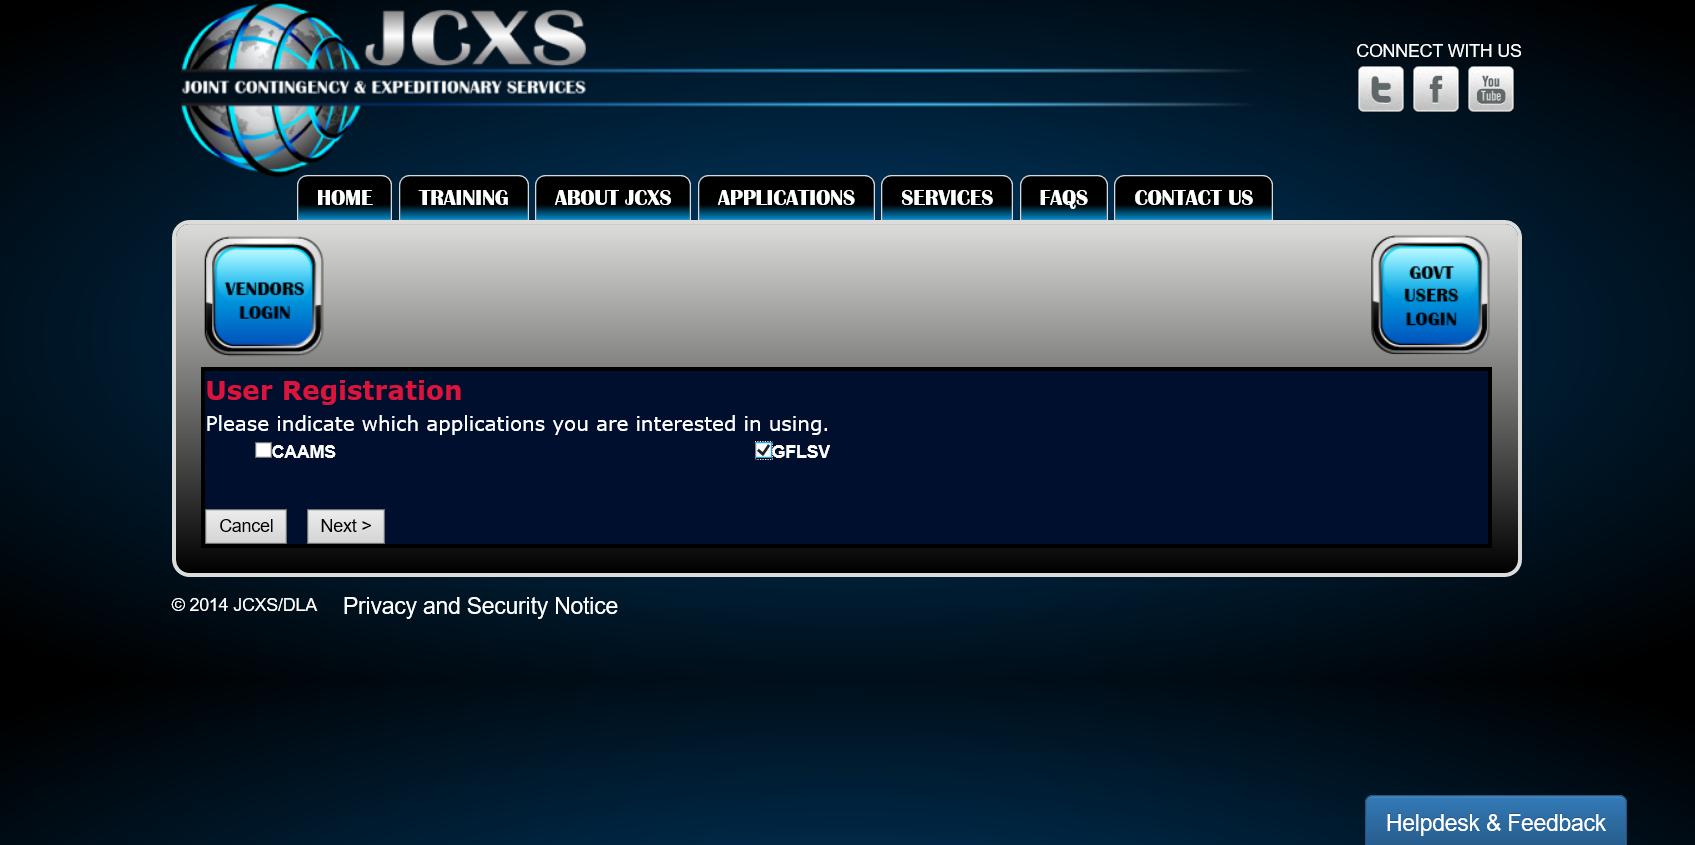 JCXS
JOINT CONTINGENCY & EXPEDITIONARY SERVICES
CONNECT WITH US
t f You Tube
HOME TRAINING ABOUT JCXS APPLICATIONS SERVICES FAQS CONTACT US
VENDORS
LOGIN
GOVT
USERS
LOGIN
User Registration
Please indicate which applications you are interested in using.
CAAMS GFLSV
Cancel Next >
© 2014 JCXS/DLA Privacy and Security Notice
Helpdesk & Feedback